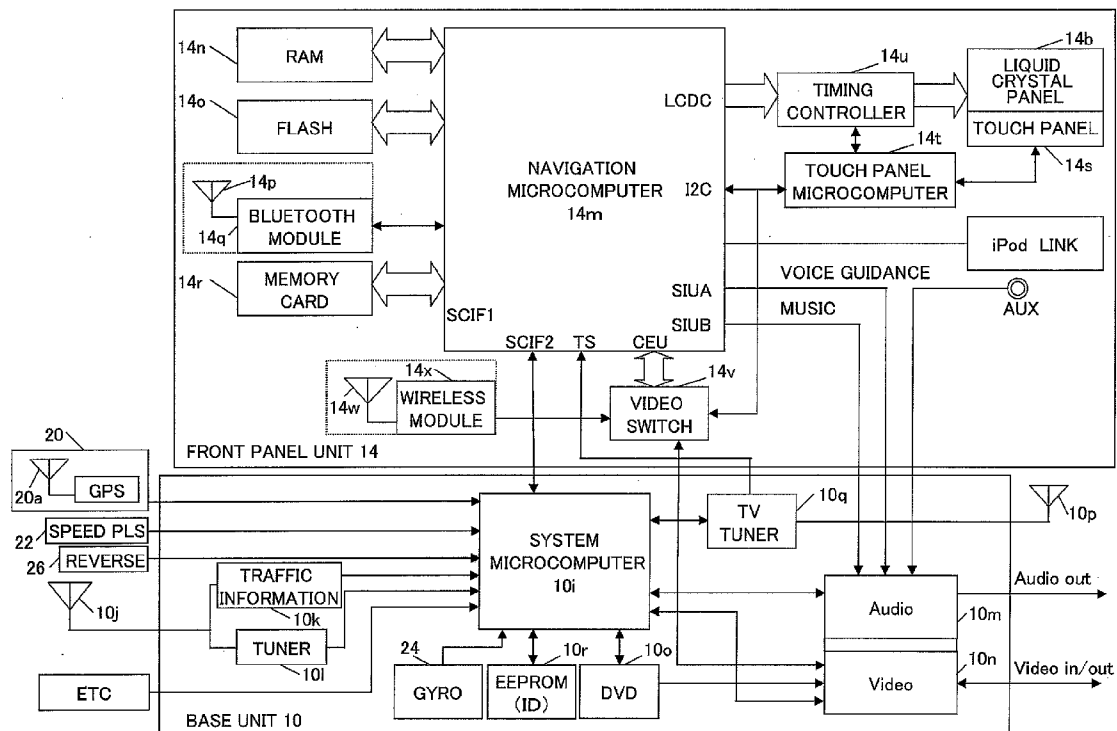 14n
RAM
14o
FLASH
14p
14q
BLUETOOTH
MODULE
14r
MEMORY
CARD
NAVIGATION
MICROCOMPUTER
14m
LCDC
I2C
SIUA
SIUB
SCIF1
SCIF2
TS
CEU
14u
TIMING
CONTROLLER
14b
LIQUID
CRYSTAL
PANEL
TOUCH PANEL
14s
14t
TOUCH PANEL
MICROCOMPUTER
iPod LINK
VOICE GUIDANCE
MUSIC
AUX
14x
14w
WIRELESS
MODULE
14v
VIDEO
SWITCH
FRONT PANEL UNIT 14
20
20a
GPS
22
SPEED PLS
26
REVERSE
10j
TRAFFIC
INFORMATION
10k
TUNER
10l
ETC
SYSTEM
MICROCOMPUTER
10i
10q
TV
TUNER
10p
24
GYRO
10r
EEPROM
(ID)
10o
DVD
Audio
10m
Audio out
Video
10n
Video in/out
BASE UNIT 10